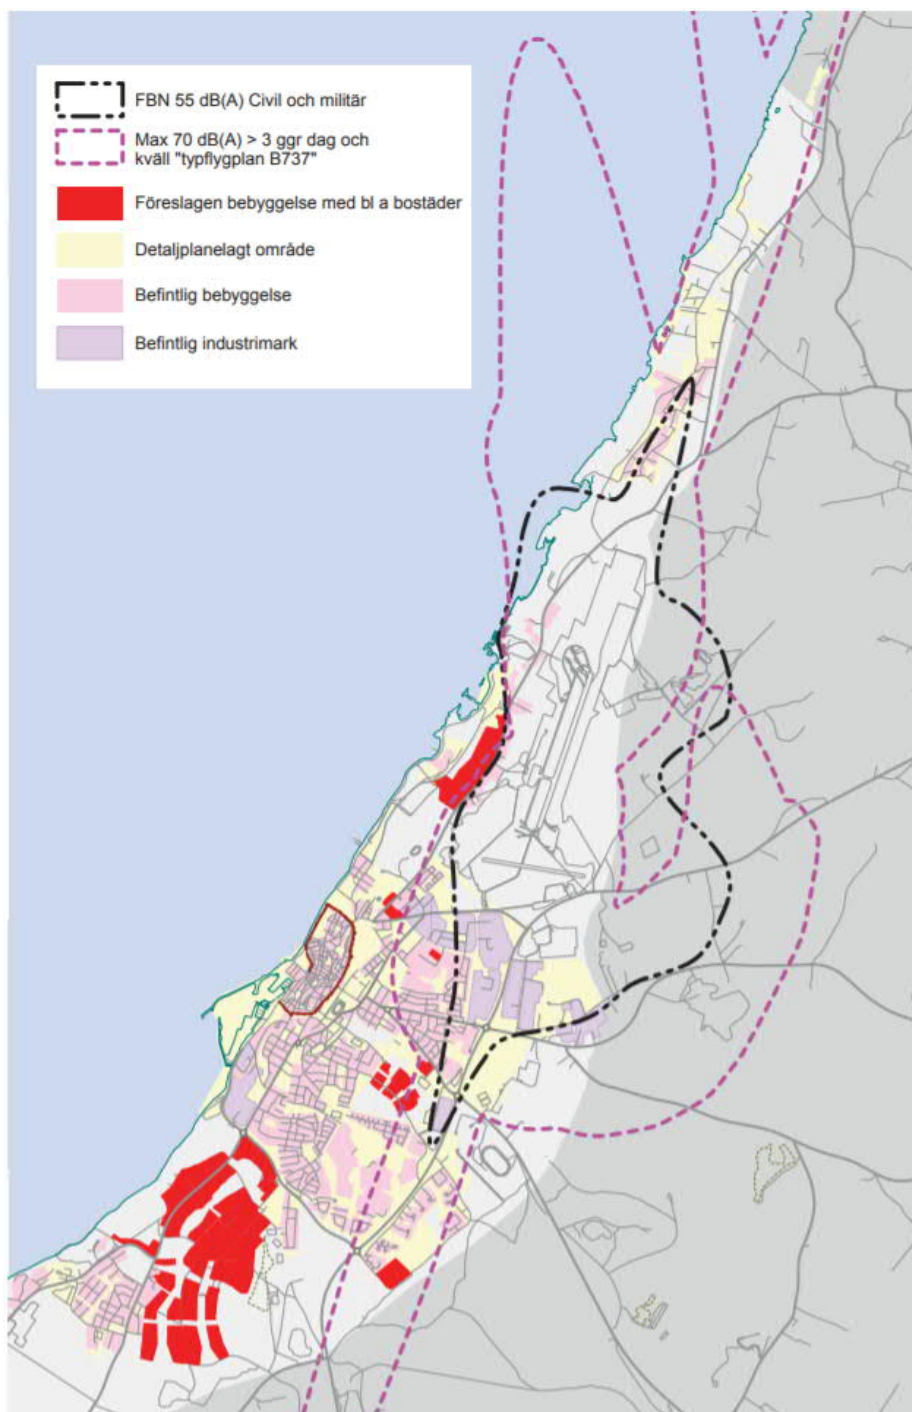 FBN 55 dB(A) Civil och militär
Max 70 dB(A) > 3 ggr dag och
kväll "typflygplan B737"
Föreslagen bebyggelse med bl a bostäder
Detaljplanelagt område
Befintlig bebyggelse
Befintlig industrimark